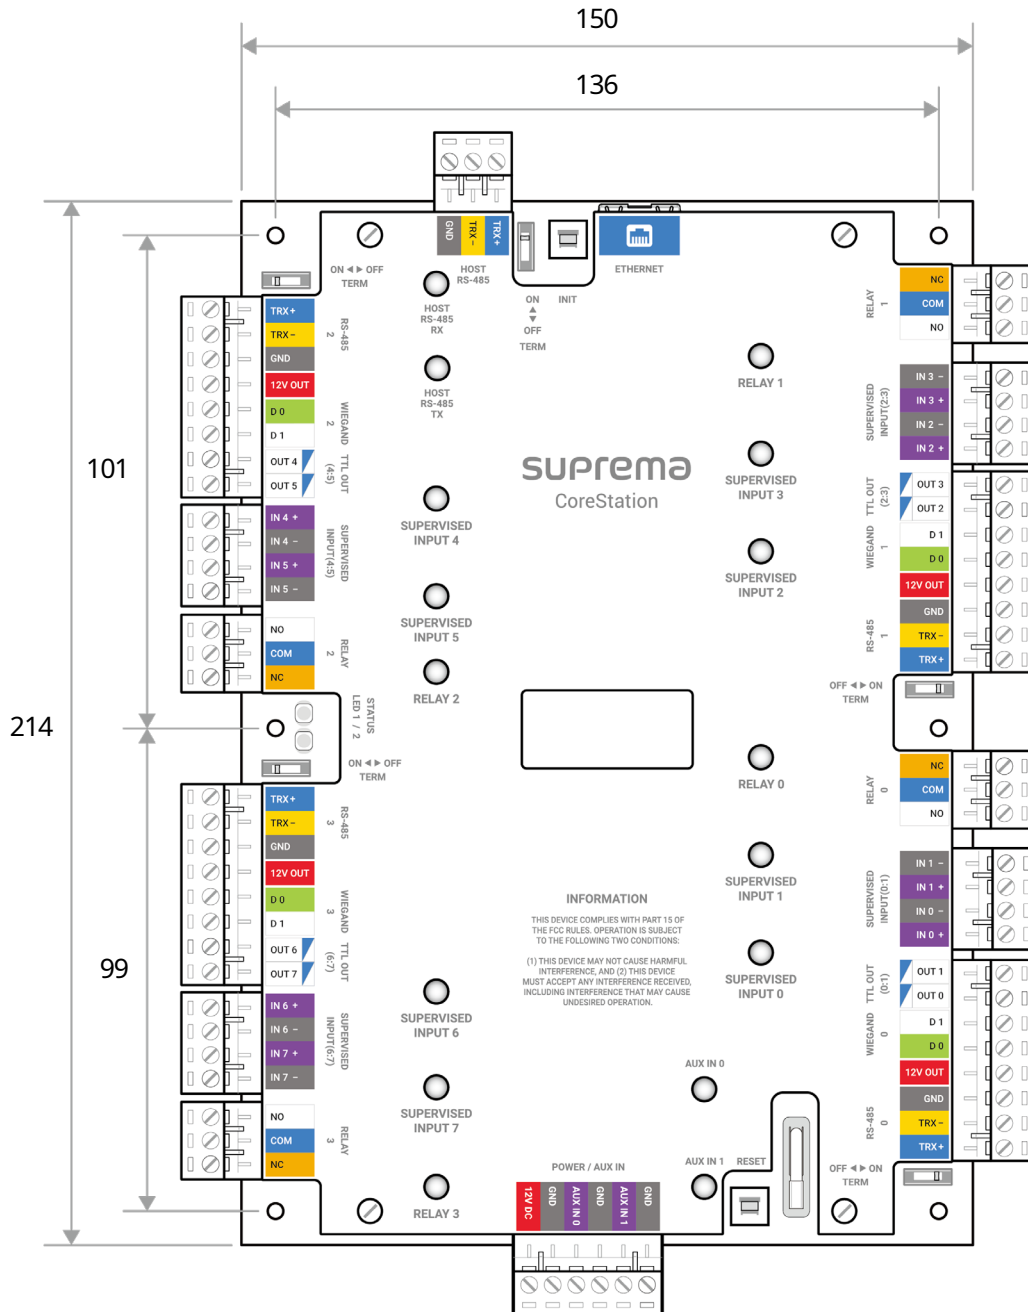 150
136
214
101
99
GND
TRX −
TRX +
HOST
RS-485
ETHERNET
ON ◄ ► OFF
TERM
ON
▲
▼
OFF
TERM
INIT
HOST
RS-485
RX
HOST
RS-485
TX
TRX +
TRX −
GND
RS-485
2
12V OUT
D 0
D 1
WIEGAND
2
OUT 4
OUT 5
TTL OUT
(4:5)
IN 4 +
IN 4 −
IN 5 +
IN 5 −
SUPERVISED
INPUT(4:5)
NO
COM
NC
RELAY
2
STATUS
LED 1 / 2
ON ◄ ► OFF
TERM
TRX +
TRX −
GND
RS-485
3
12V OUT
D 0
D 1
WIEGAND
3
OUT 6
OUT 7
TTL OUT
(6:7)
IN 6 +
IN 6 −
IN 7 +
IN 7 −
SUPERVISED
INPUT(6:7)
NO
COM
NC
RELAY
3
SUPERVISED
INPUT 4
SUPERVISED
INPUT 5
RELAY 2
SUPERVISED
INPUT 6
SUPERVISED
INPUT 7
RELAY 3
suprema
CoreStation
RELAY 1
SUPERVISED
INPUT 3
SUPERVISED
INPUT 2
RELAY 0
SUPERVISED
INPUT 1
SUPERVISED
INPUT 0
INFORMATION
THIS DEVICE COMPLIES WITH PART 15 OF
THE FCC RULES. OPERATION IS SUBJECT
TO THE FOLLOWING TWO CONDITIONS:
(1) THIS DEVICE MAY NOT CAUSE HARMFUL
INTERFERENCE, AND (2) THIS DEVICE
MUST ACCEPT ANY INTERFERENCE RECEIVED,
INCLUDING INTERFERENCE THAT MAY CAUSE
UNDESIRED OPERATION.
AUX IN 0
AUX IN 1
RESET
POWER / AUX IN
12V DC
GND
AUX IN 0
GND
AUX IN 1
GND
RELAY
1
NC
COM
NO
SUPERVISED
INPUT(2:3)
IN 3 −
IN 3 +
IN 2 −
IN 2 +
TTL OUT
(2:3)
OUT 3
OUT 2
WIEGAND
1
D 1
D 0
12V OUT
RS-485
1
GND
TRX −
TRX +
OFF ◄ ► ON
TERM
RELAY
0
NC
COM
NO
SUPERVISED
INPUT(0:1)
IN 1 −
IN 1 +
IN 0 −
IN 0 +
TTL OUT
(0:1)
OUT 1
OUT 0
WIEGAND
0
D 1
D 0
12V OUT
RS-485
0
GND
TRX −
TRX +
OFF ◄ ► ON
TERM